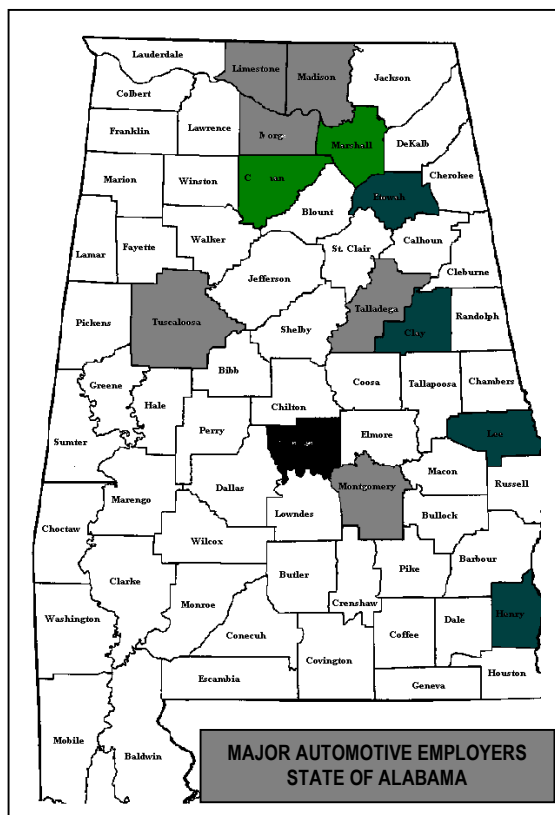 Lauderdale
Limestone
Madison
Jackson
Colbert
Franklin
Lawrence
Morg
Marshall
DeKalb
Cherokee
Marion
Winston
C an
Blount
Etowah
Lamar
Fayette
Walker
St. Clair
Calhoun
Cleburne
Jefferson
Talladega
Pickens
Tuscaloosa
Shelby
Clay
Randolph
Bibb
Greene
Hale
Chilton
Coosa
Tallapoosa
Chambers
Perry
Elmore
Lee
Sumter
Dallas
Montgomery
Macon
Russell
Marengo
Lowndes
Bullock
Choctaw
Wilcox
Barbour
Clarke
Butler
Pike
Crenshaw
Henry
Washington
Monroe
Coffee
Dale
Conecuh
Covington
Houston
Escambia
Geneva
Mobile
Baldwin
MAJOR AUTOMOTIVE EMPLOYERS
STATE OF ALABAMA